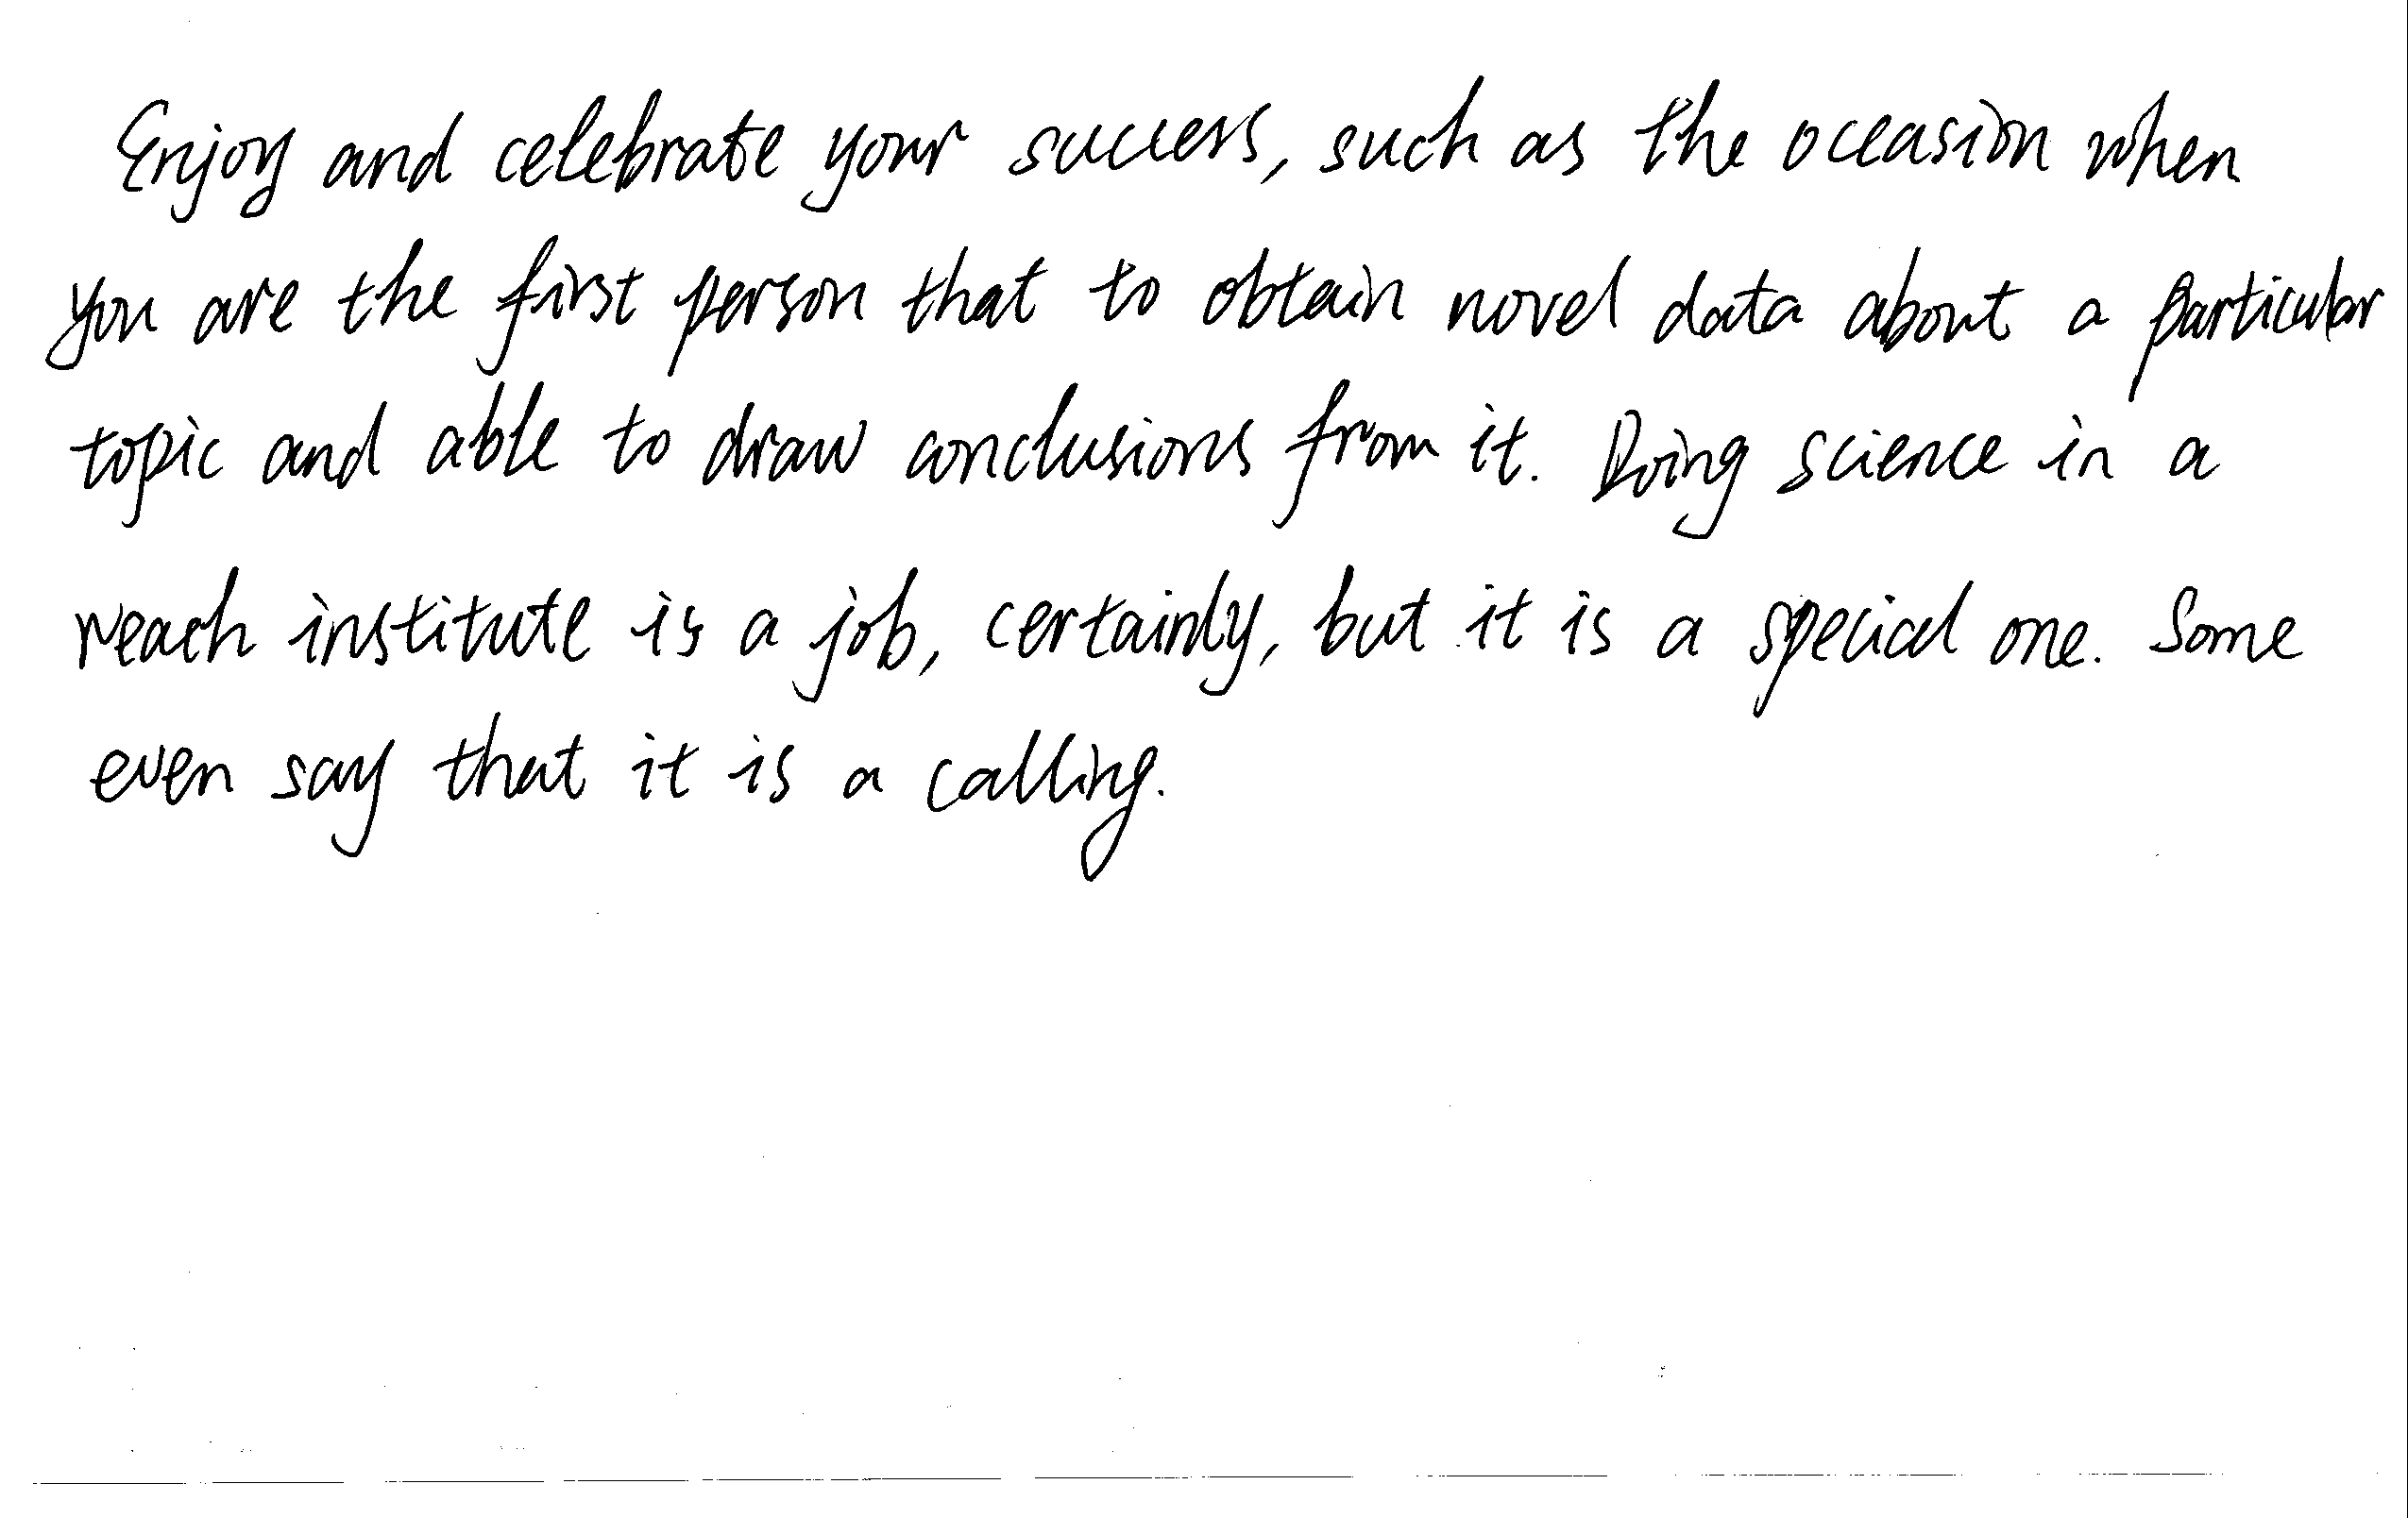 Enjoy and celebrate your success, such as the occasion when
you are the first person that to obtain novel data about a particular
topic and able to draw conclusions from it. Doing science in a
reach institute is a job, certainly, but it is a special one. Some
even say that it is a calling.